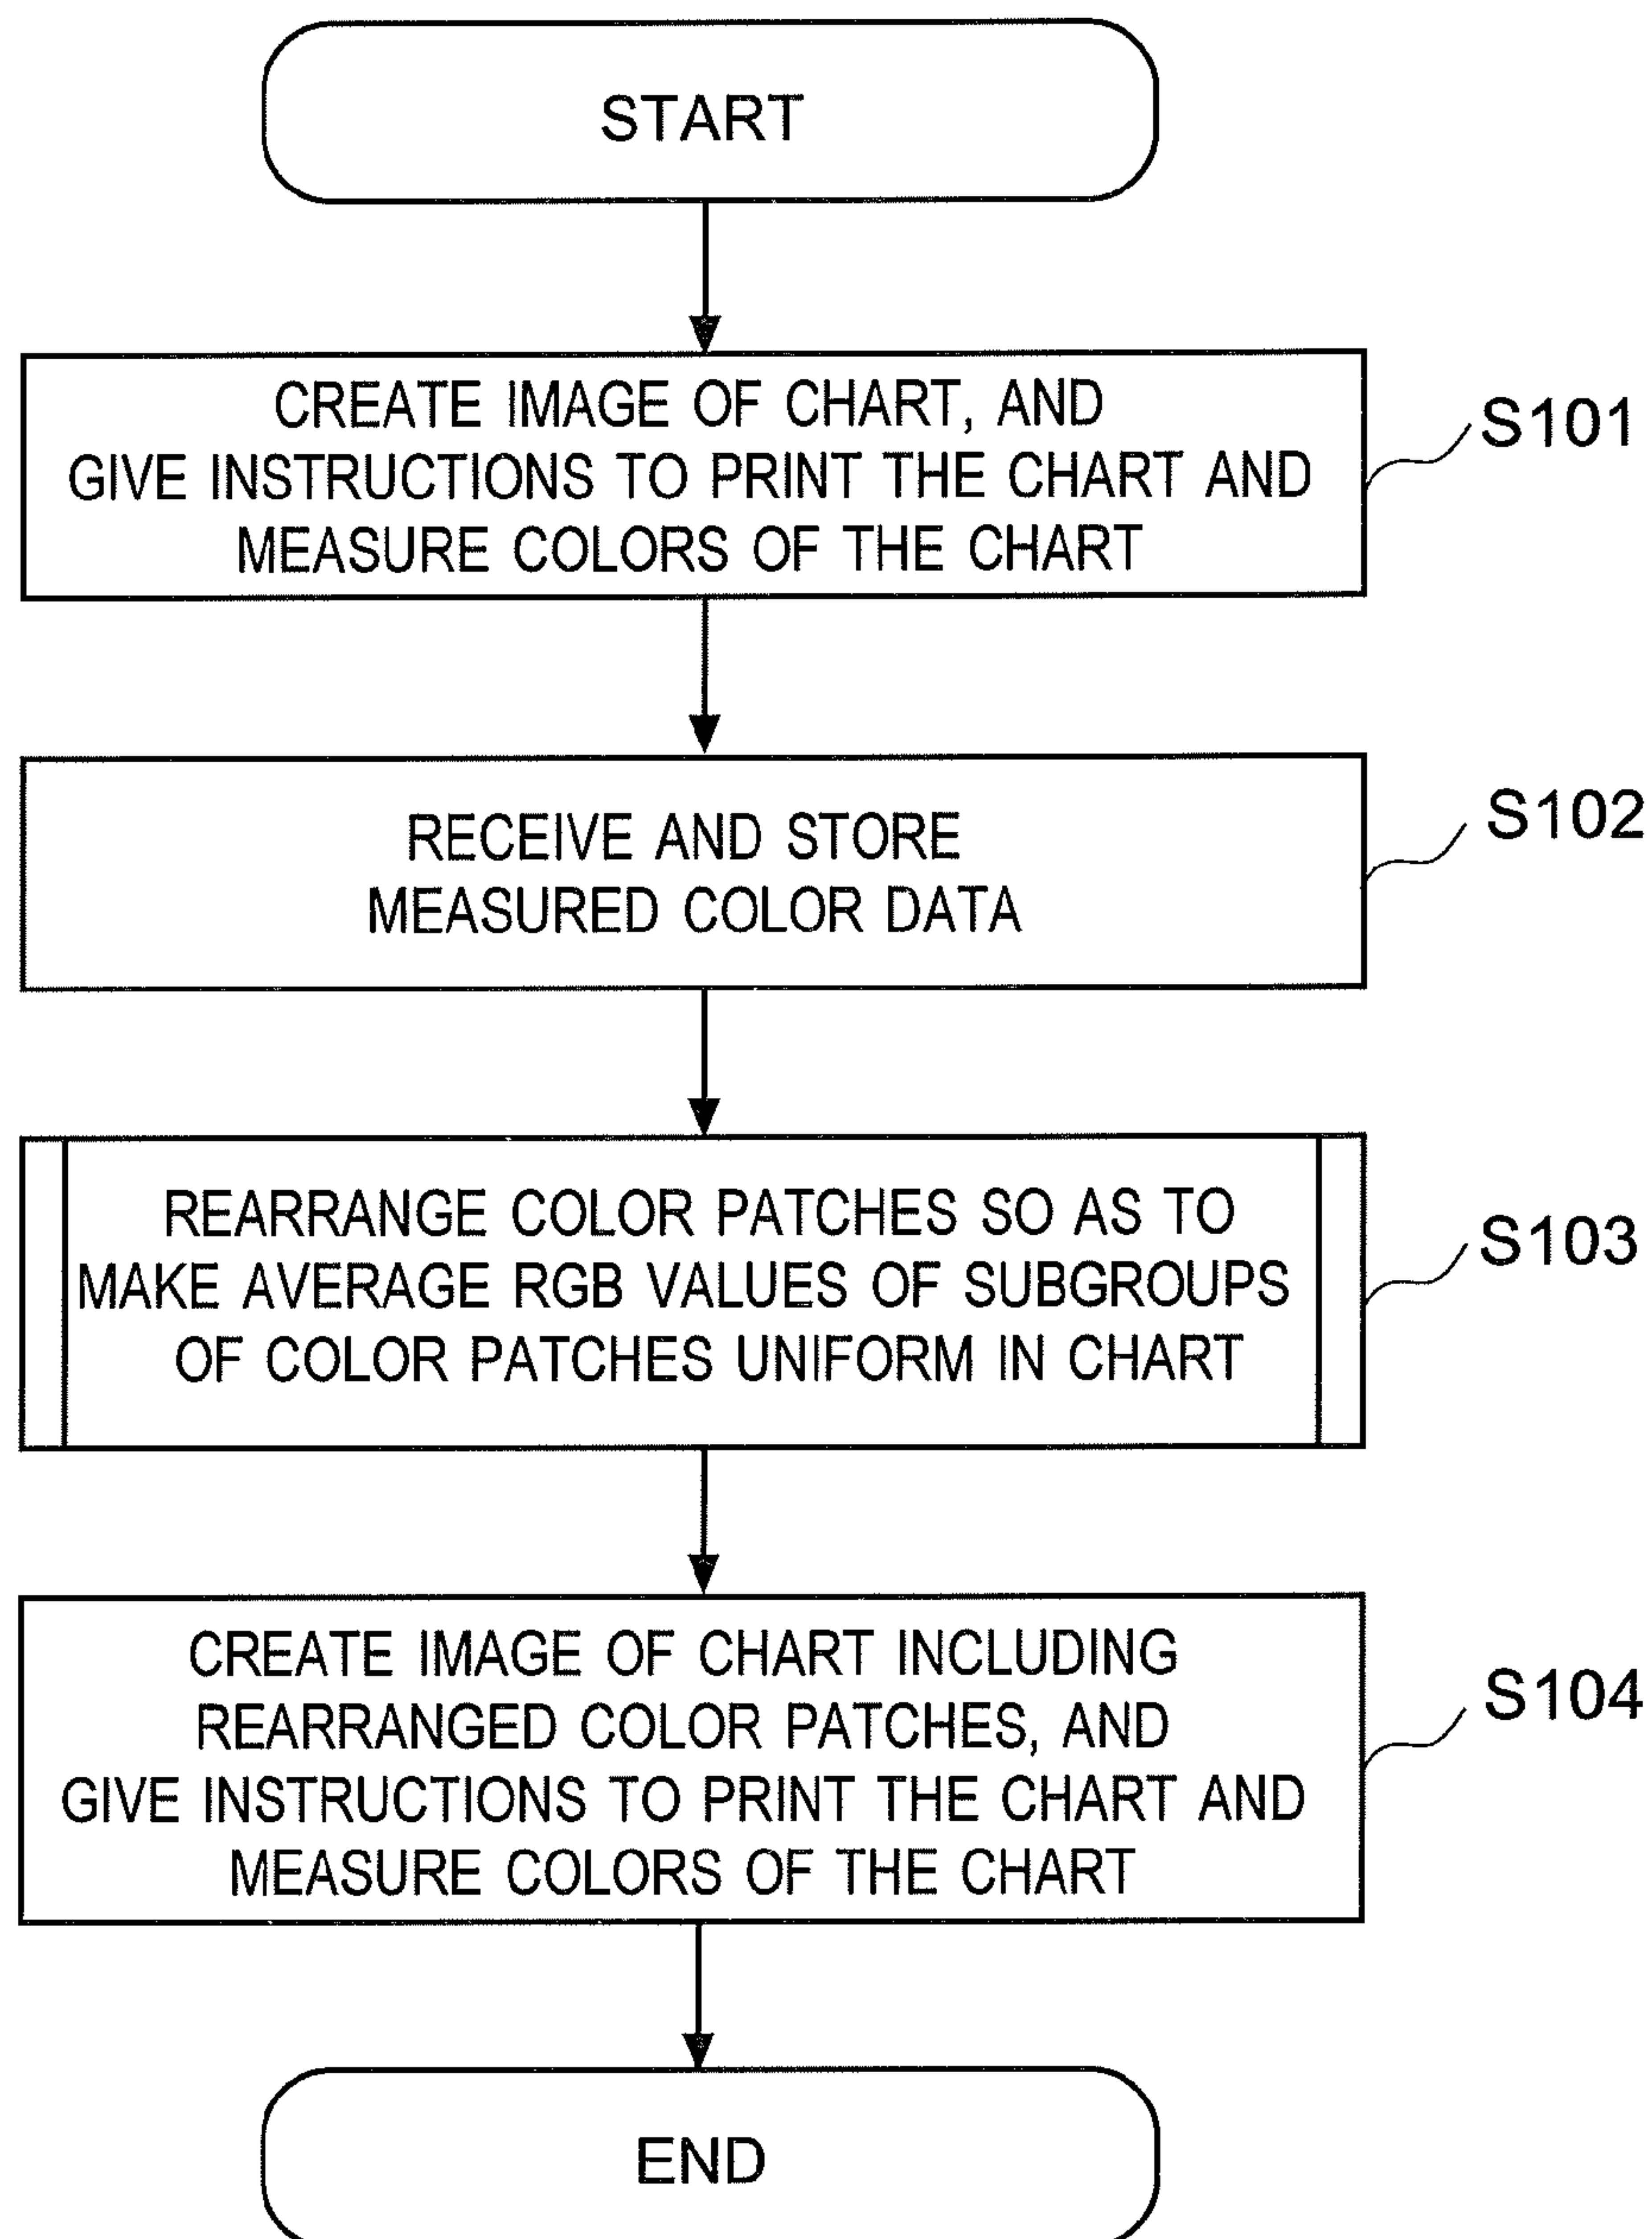 START
CREATE IMAGE OF CHART, AND
GIVE INSTRUCTIONS TO PRINT THE CHART AND
MEASURE COLORS OF THE CHART
S101
RECEIVE AND STORE
MEASURED COLOR DATA
S102
REARRANGE COLOR PATCHES SO AS TO
MAKE AVERAGE RGB VALUES OF SUBGROUPS
OF COLOR PATCHES UNIFORM IN CHART
S103
CREATE IMAGE OF CHART INCLUDING
REARRANGED COLOR PATCHES, AND
GIVE INSTRUCTIONS TO PRINT THE CHART AND
MEASURE COLORS OF THE CHART
S104
END